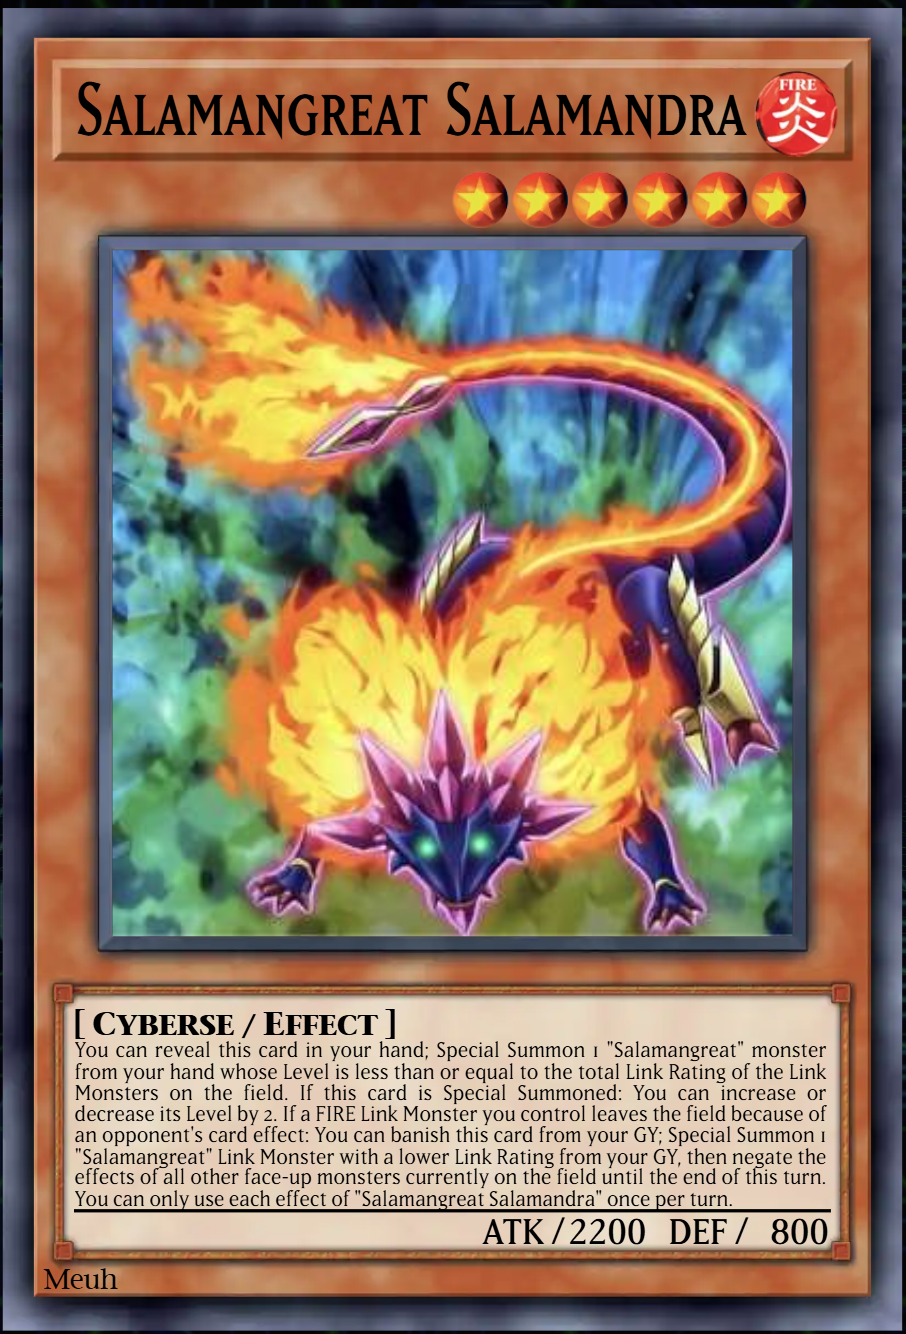 Salamangreat Salamandra
FIRE
炎
[ Cyberse / Effect ]
You can reveal this card in your hand; Special Summon 1 "Salamangreat" monster
from your hand whose Level is less than or equal to the total Link Rating of the Link
Monsters on the field. If this card is Special Summoned: You can increase or
decrease its Level by 2. If a FIRE Link Monster you control leaves the field because of
an opponent's card effect: You can banish this card from your GY; Special Summon 1
"Salamangreat" Link Monster with a lower Link Rating from your GY, then negate the
effects of all other face-up monsters currently on the field until the end of this turn.
You can only use each effect of "Salamangreat Salamandra" once per turn.
ATK / 2200 DEF / 800
Meuh